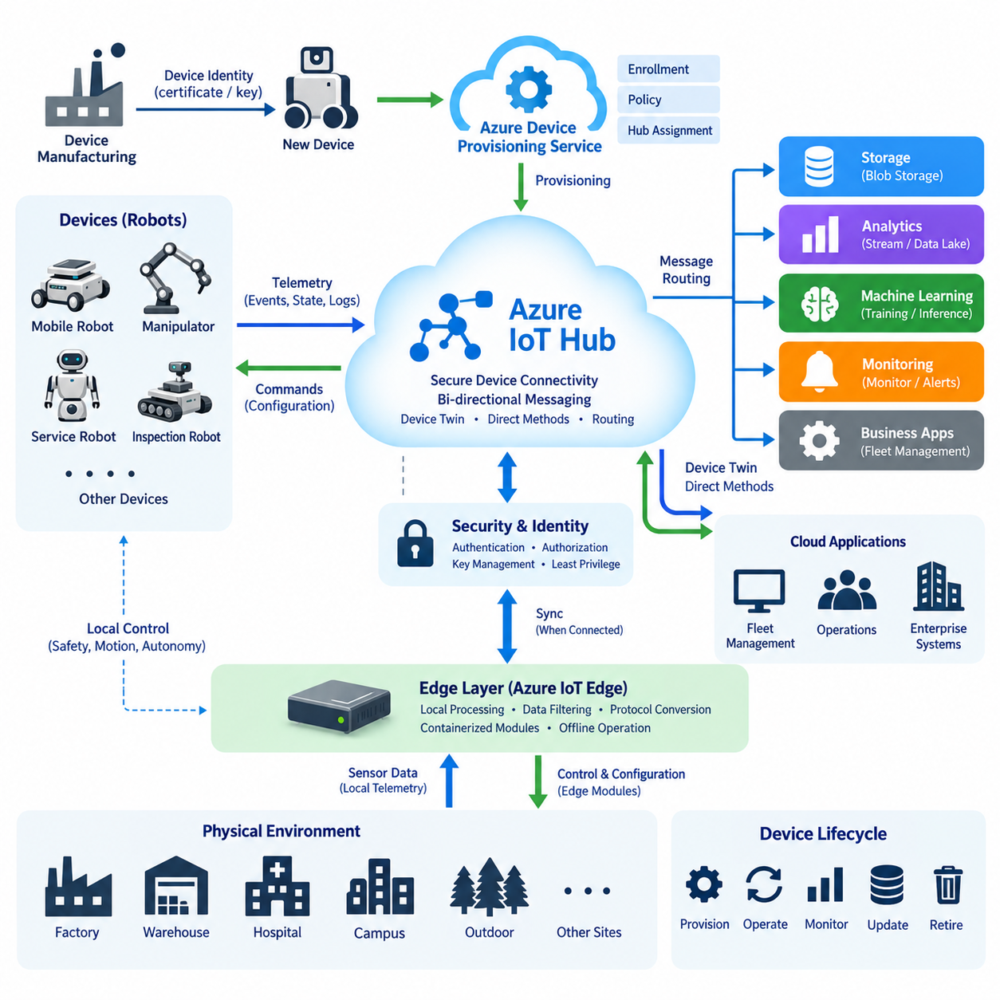 Device Identity
(certificate / key)
Device
Manufacturing
New Device
Azure Device
Provisioning Service
Enrollment
Policy
Hub Assignment
Provisioning
Devices (Robots)
Mobile Robot
Manipulator
Service Robot
Inspection Robot
• • • •
Other Devices
Telemetry
(Events, State, Logs)
Commands
(Configuration)
Azure
IoT Hub
Secure Device Connectivity
Bi-directional Messaging
Device Twin • Direct Methods • Routing
Message
Routing
Storage
(Blob Storage)
Analytics
(Stream / Data Lake)
Machine Learning
(Training / Inference)
Monitoring
(Monitor / Alerts)
Business Apps
(Fleet Management)
Device Twin
Direct Methods
Security & Identity
Authentication • Authorization
Key Management • Least Privilege
Cloud Applications
Fleet
Management
Operations
Enterprise
Systems
Sync
(When Connected)
Local Control
(Safety, Motion, Autonomy)
Edge Layer (Azure IoT Edge)
Local Processing • Data Filtering • Protocol Conversion
Containerized Modules • Offline Operation
Sensor Data
(Local Telemetry)
Control & Configuration
(Edge Modules)
Physical Environment
Factory
Warehouse
Hospital
Campus
Outdoor
• • •
Other Sites
Device Lifecycle
Provision
Operate
Monitor
Update
Retire